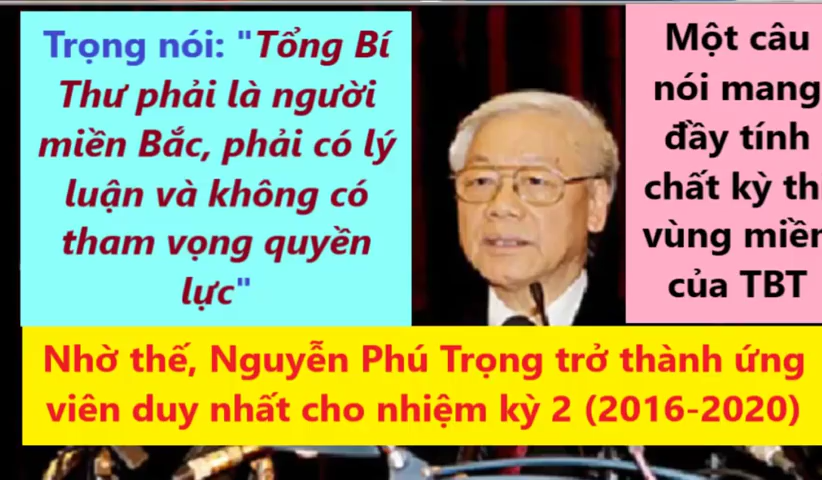 Trọng nói: "Tổng Bí
Thư phải là người
miền Bắc, phải có lý
luận và không có
tham vọng quyền
lực"
Một câu
nói mang
đầy tính
chất kỳ thị
vùng miền
của TBT
Nhờ thế, Nguyễn Phú Trọng trở thành ứng
viên duy nhất cho nhiệm kỳ 2 (2016-2020)